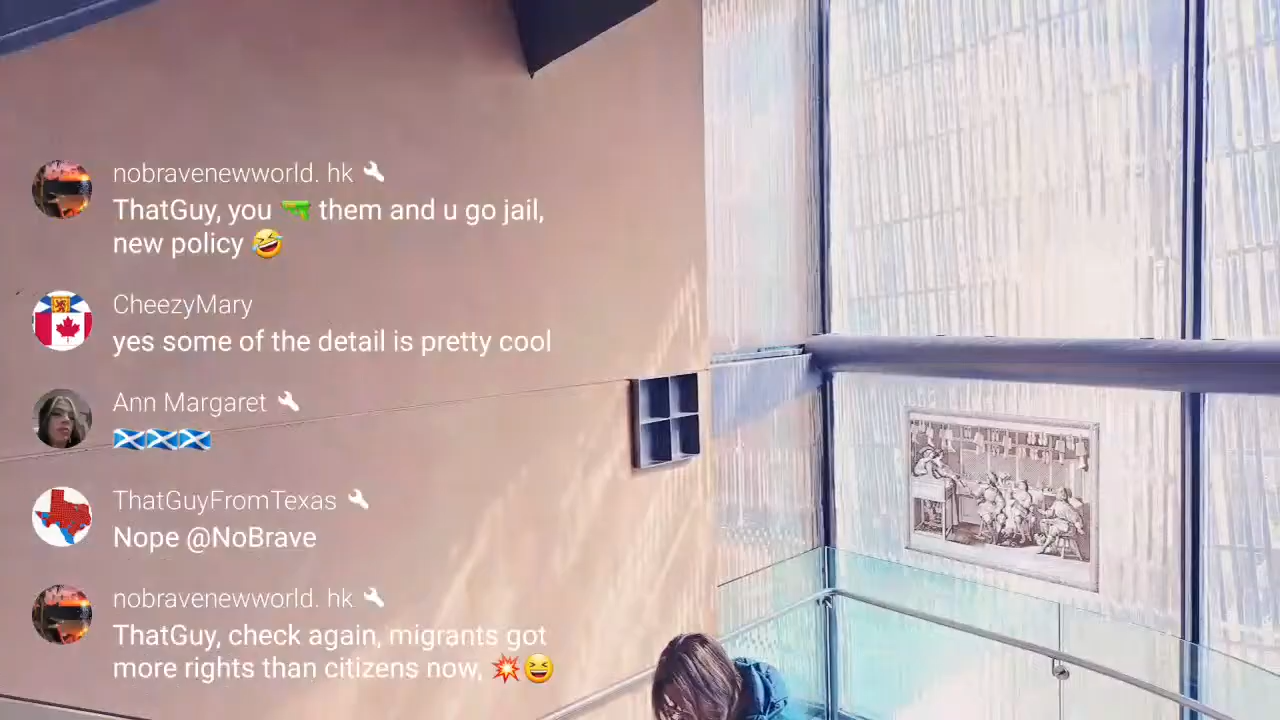 nobravenewworld. hk
ThatGuy, you 🔫 them and u go jail,
new policy 🤣
CheezyMary
yes some of the detail is pretty cool
Ann Margaret
🏴󠁧󠁢󠁳󠁣󠁴󠁿🏴󠁧󠁢󠁳󠁣󠁴󠁿🏴󠁧󠁢󠁳󠁣󠁴󠁿
ThatGuyFromTexas
Nope @NoBrave
nobravenewworld. hk
ThatGuy, check again, migrants got
more rights than citizens now, 💥😆